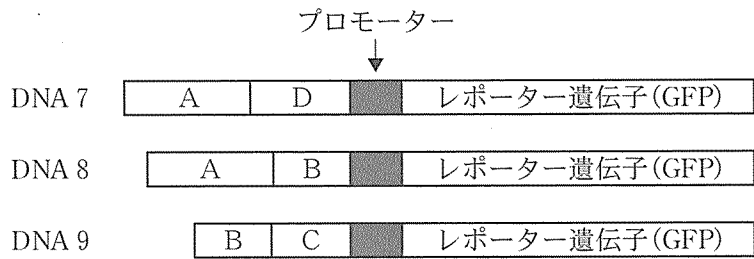 プロモーター
DNA 7 A D レポーター遺伝子(GFP)
DNA 8 A B レポーター遺伝子(GFP)
DNA 9 B C レポーター遺伝子(GFP)